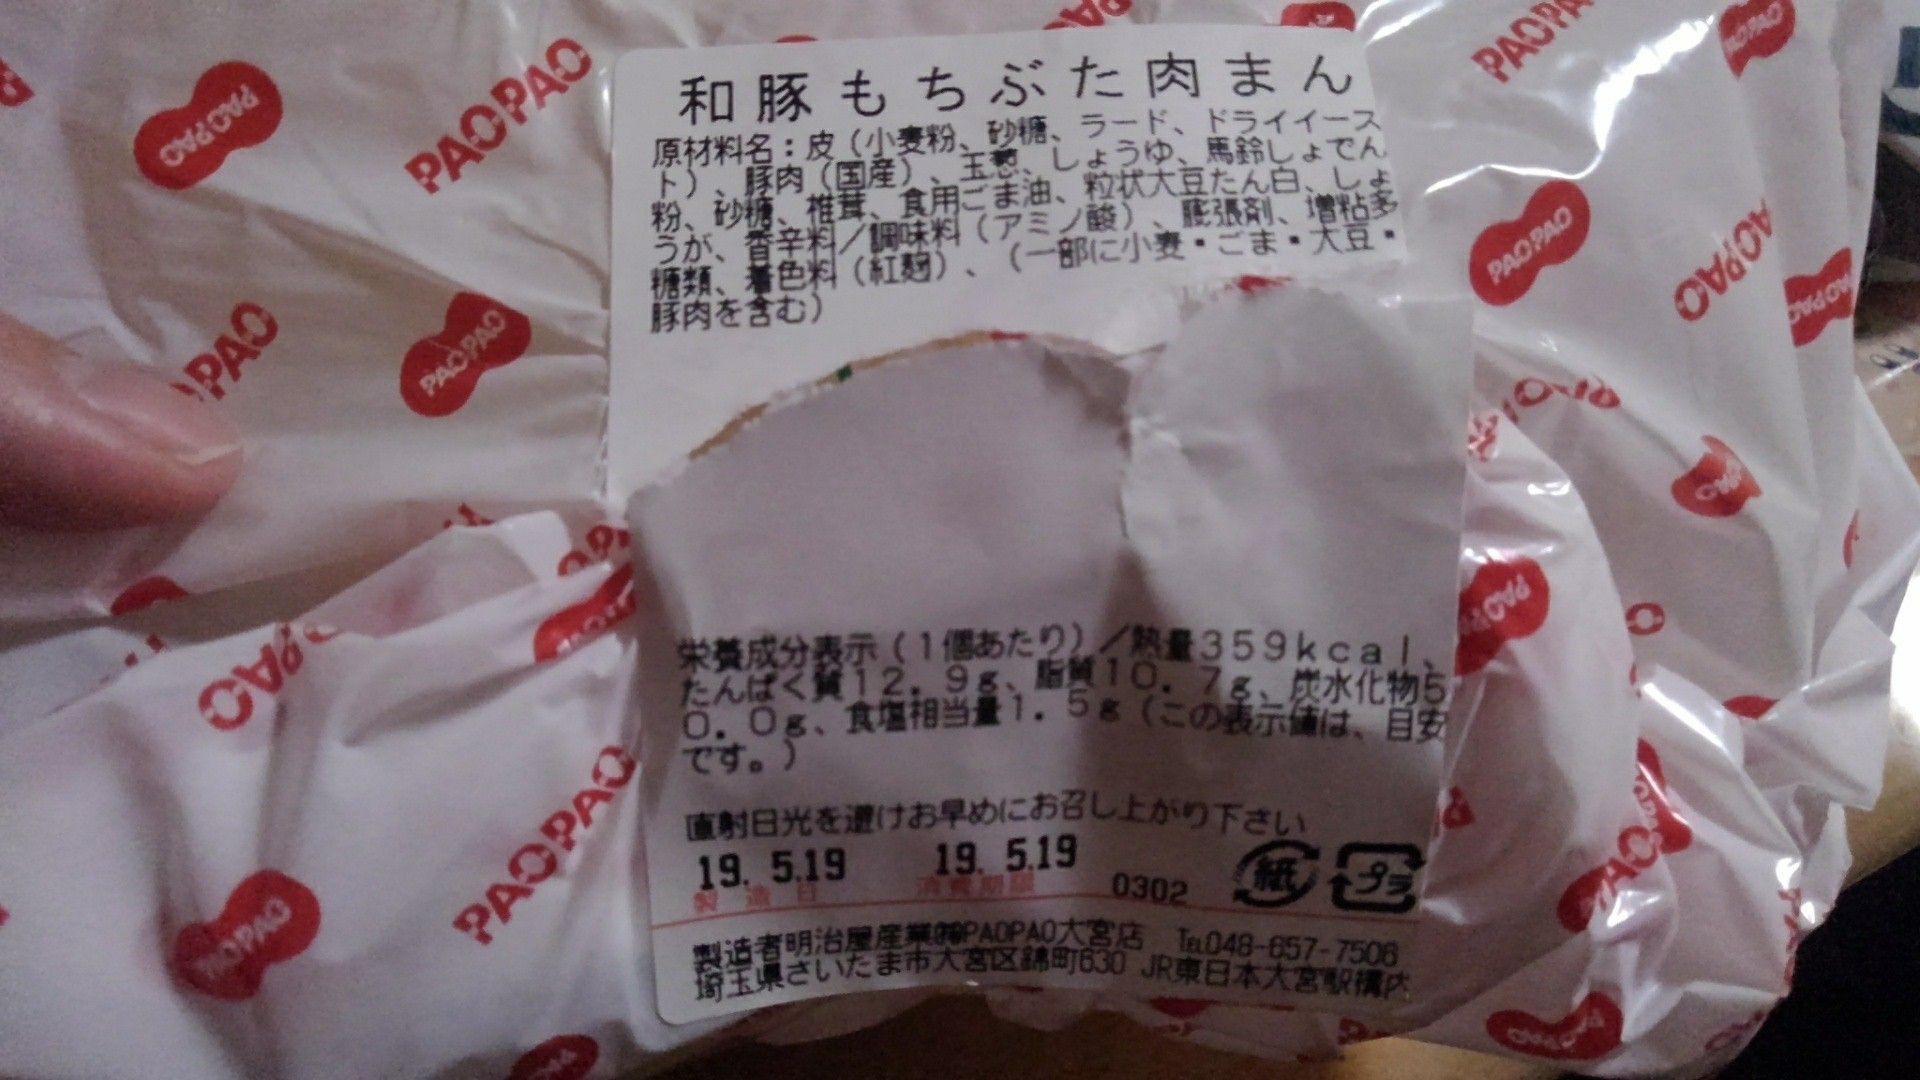 和豚もちぶた肉まん
原材料名:皮(小麦粉、砂糖、ラード、ドライイース
ト)、豚肉(国産)、玉葱、しょうゆ、馬鈴しょでん
粉、砂糖、椎茸、食用ごま油、粒状大豆たん白、しょ
うが、香辛料/調味料(アミノ酸)、膨張剤、増粘多
糖類、着色料(紅麹)、(一部に小麦・ごま・大豆・
豚肉を含む)
栄養成分表示(1個あたり)/熱量359kcal、
たんぱく質12.9g、脂質10.7g、炭水化物5
0.0g、食塩相当量1.5g(この表示値は、目安
です。)
直射日光を避けお早めにお召し上がり下さい
19.5.19 19.5.19
製造日 消費期限 0302 紙 プラ
製造者明治屋産業㈱PAOPAO大宮店 ℡048-657-7508
埼玉県さいたま市大宮区錦町630 JR東日本大宮駅構内
PAOPAO
PAOPAO
PAOPAO
PAOPAO
PAOPAO
PAOPAO